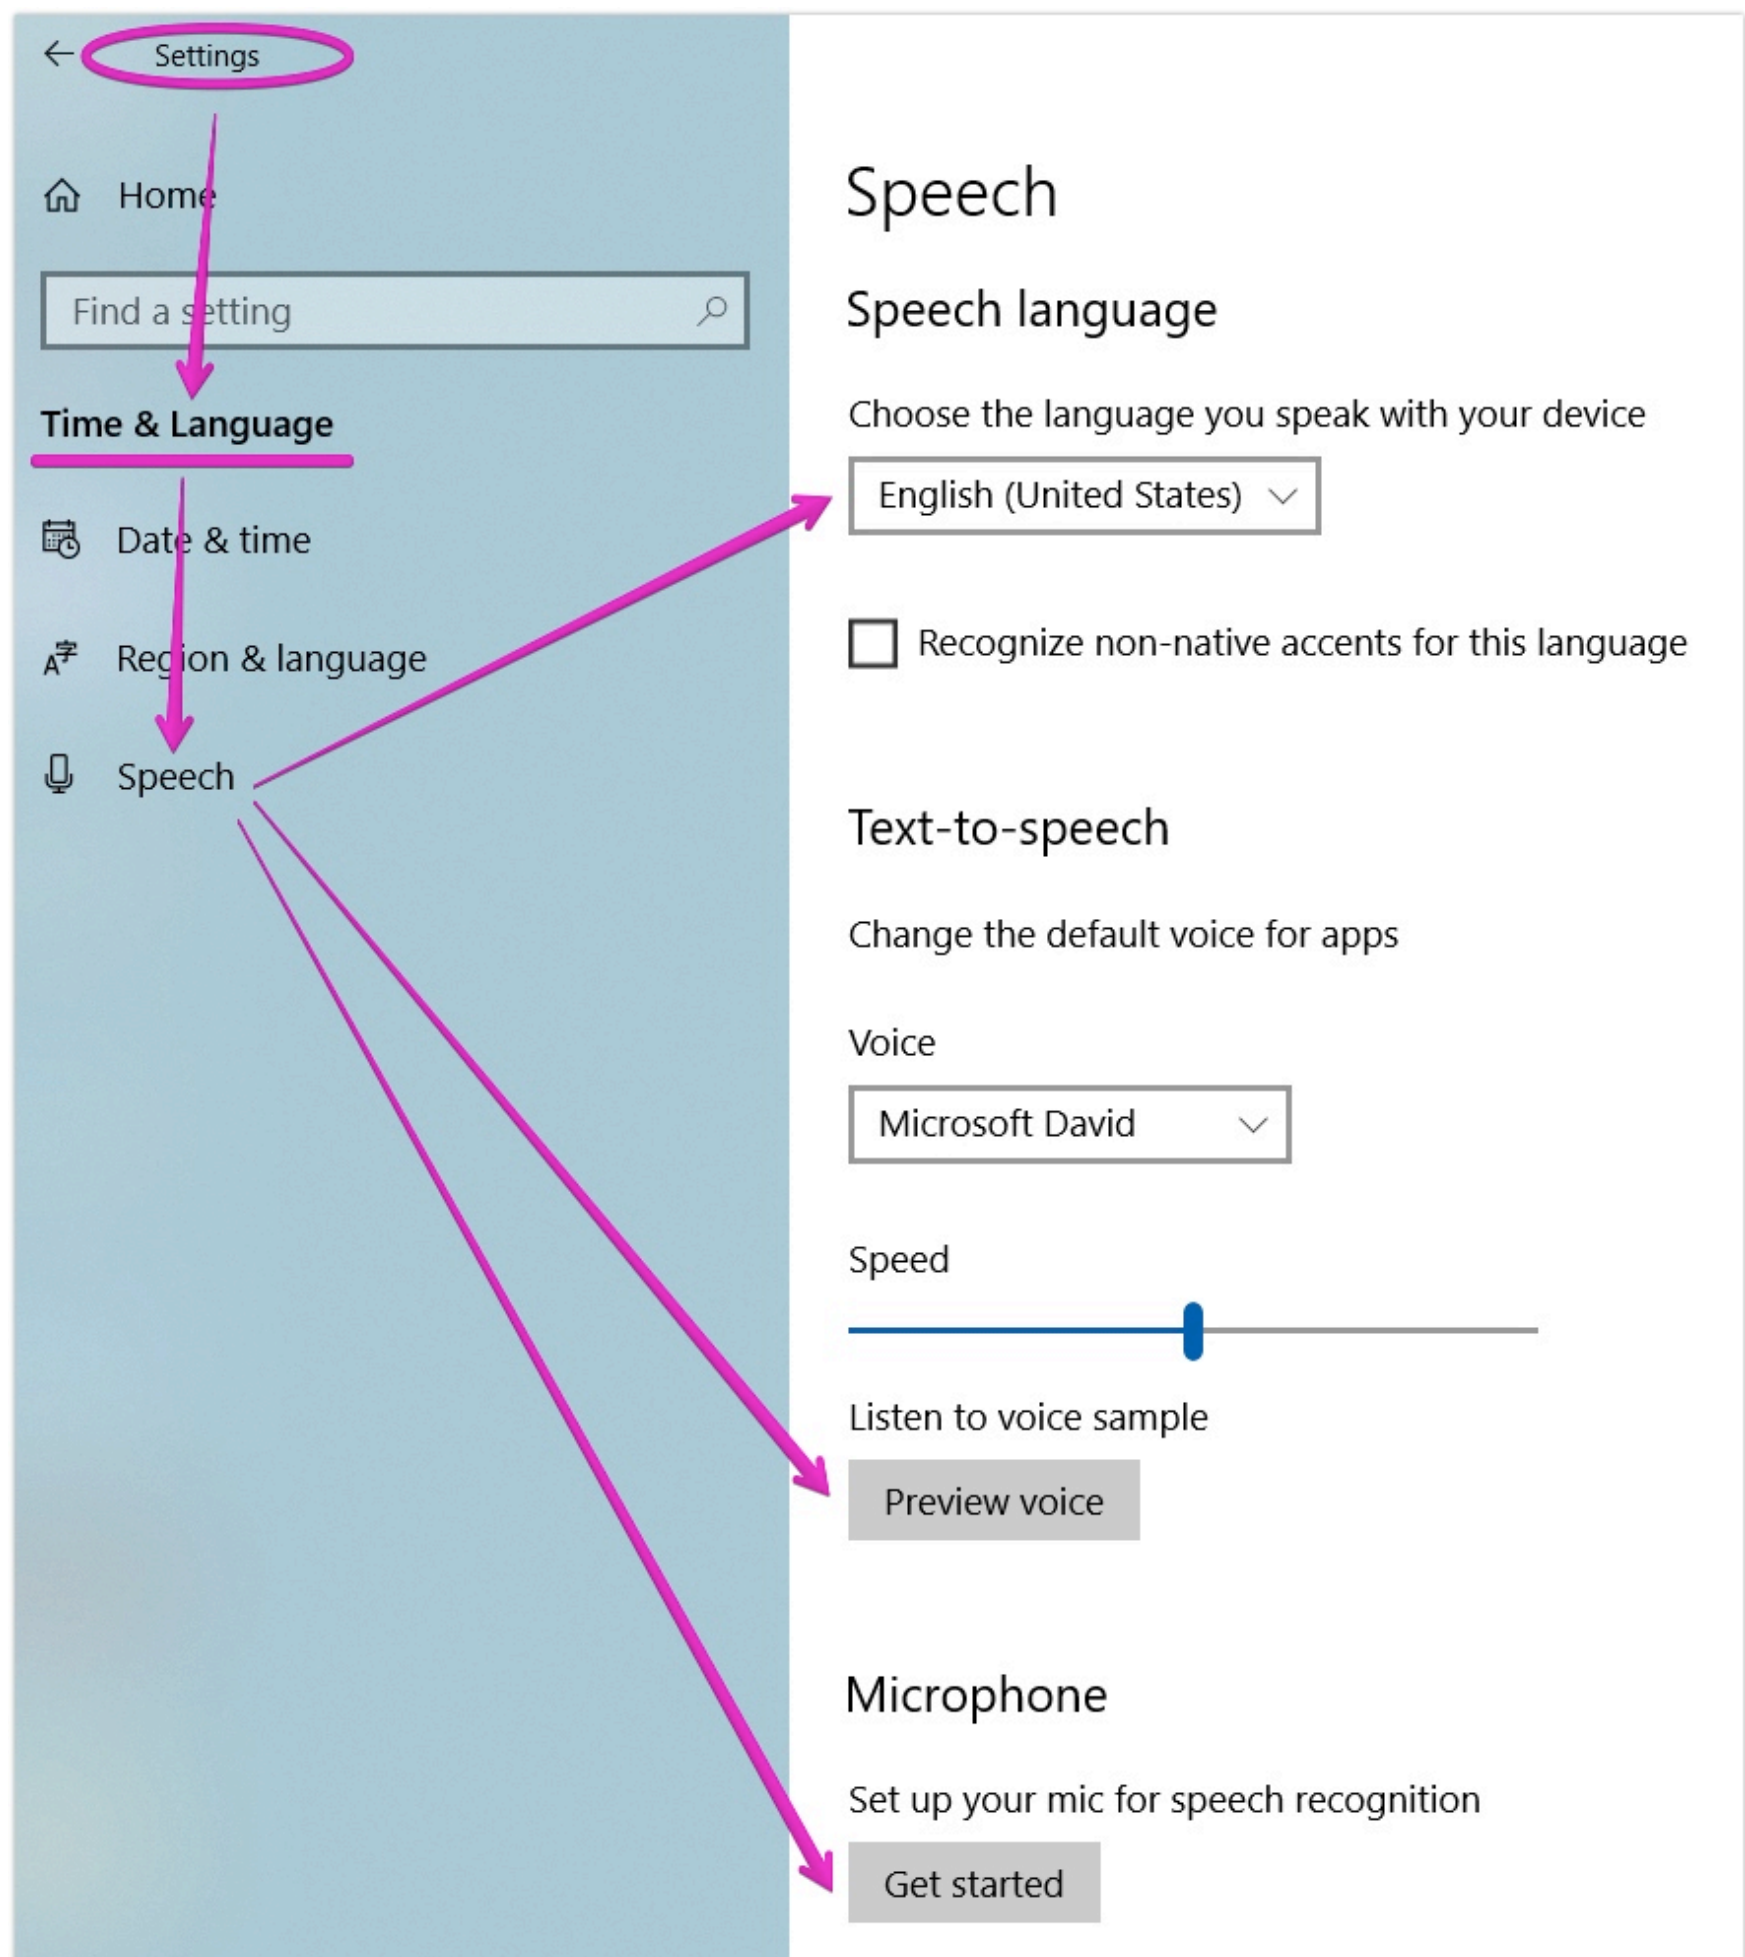 Settings
Home
Find a setting
Time & Language
Date & time
Region & language
Speech
Speech
Speech language
Choose the language you speak with your device
English (United States)
Recognize non-native accents for this language
Text-to-speech
Change the default voice for apps
Voice
Microsoft David
Speed
Listen to voice sample
Preview voice
Microphone
Set up your mic for speech recognition
Get started